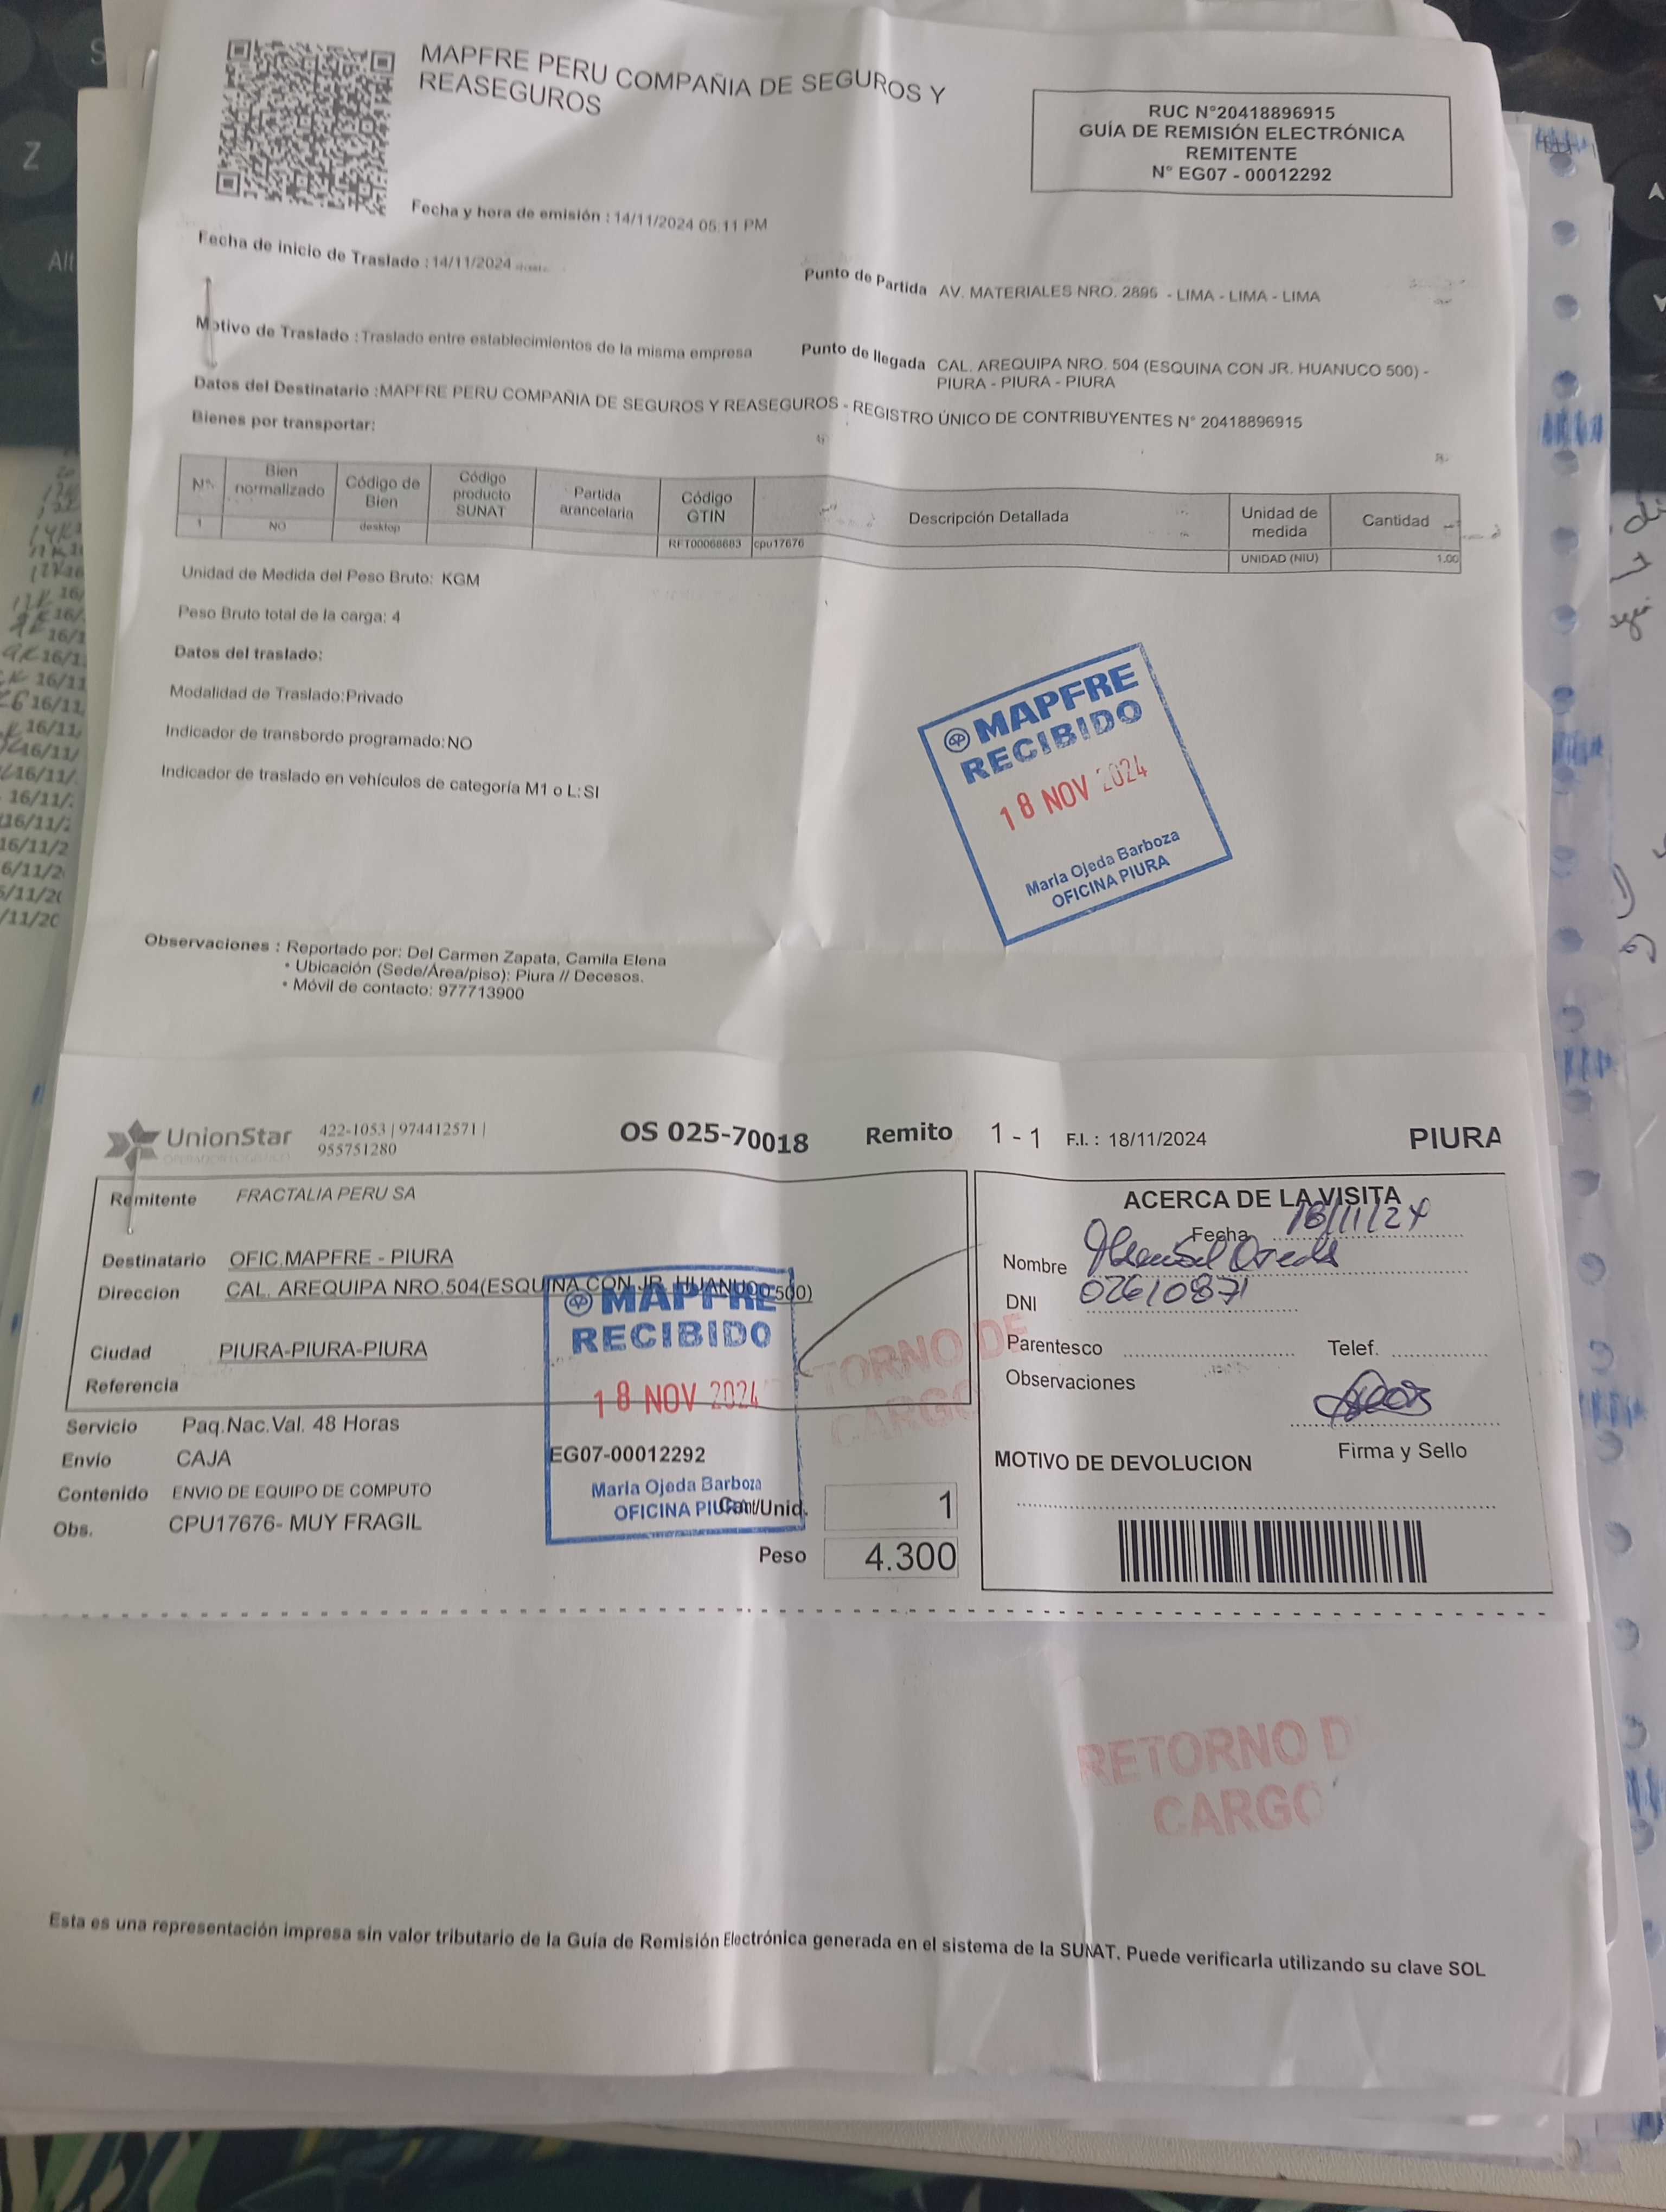 MAPFRE PERU COMPAÑIA DE SEGUROS Y
REASEGUROS
RUC N°20418896915
GUÍA DE REMISIÓN ELECTRÓNICA
REMITENTE
N° EG07 - 00012292
Fecha y hora de emisión : 14/11/2024 05:11 PM
Fecha de inicio de Traslado : 14/11/2024
Punto de Partida AV. MATERIALES NRO. 2895 - LIMA - LIMA - LIMA
Motivo de Traslado : Traslado entre establecimientos de la misma empresa
Punto de llegada CAL. AREQUIPA NRO. 504 (ESQUINA CON JR. HUANUCO 500) -
PIURA - PIURA - PIURA
Datos del Destinatario :MAPFRE PERU COMPAÑIA DE SEGUROS Y REASEGUROS - REGISTRO ÚNICO DE CONTRIBUYENTES N° 20418896915
Bienes por transportar:
N° Bien normalizado Código de Bien Código producto SUNAT Partida arancelaria Código GTIN Descripción Detallada Unidad de medida Cantidad
1 NO desktop RFT00068683 cpu17676 UNIDAD (NIU) 1.00
Unidad de Medida del Peso Bruto: KGM
Peso Bruto total de la carga: 4
Datos del traslado:
Modalidad de Traslado:Privado
Indicador de transbordo programado:NO
Indicador de traslado en vehículos de categoría M1 o L:SI
MAPFRE
RECIBIDO
18 NOV 2024
Maria Ojeda Barboza
OFICINA PIURA
Observaciones : Reportado por: Del Carmen Zapata, Camila Elena
• Ubicación (Sede/Área/piso): Piura // Decesos.
• Móvil de contacto: 977713900
UnionStar 422-1053 | 974412571 |
955751280
OS 025-70018 Remito 1 - 1 F.I. : 18/11/2024 PIURA
Remitente FRACTALIA PERU SA
Destinatario OFIC.MAPFRE - PIURA
Direccion CAL. AREQUIPA NRO.504(ESQUINA CON JR. HUANUCO 500)
Ciudad PIURA-PIURA-PIURA
Referencia
Servicio Paq.Nac.Val. 48 Horas
Envío CAJA EG07-00012292
Contenido ENVIO DE EQUIPO DE COMPUTO
Obs. CPU17676- MUY FRAGIL
Cant/Unid. 1
Peso 4.300
MAPFRE
RECIBIDO
18 NOV 2024
Maria Ojeda Barboza
OFICINA PIURA
RETORNO DE
CARGO
ACERCA DE LA VISITA
Fecha 18/11/24
Nombre
DNI 02610871
Parentesco Telef.
Observaciones
Firma y Sello
MOTIVO DE DEVOLUCION
RETORNO D
CARGO
Esta es una representación impresa sin valor tributario de la Guía de Remisión Electrónica generada en el sistema de la SUNAT. Puede verificarla utilizando su clave SOL